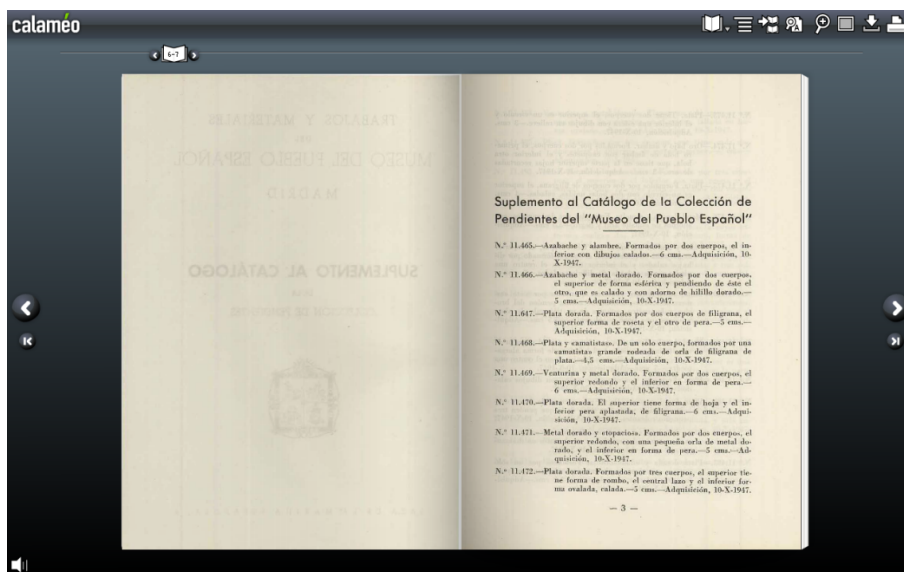 calaméo
6-7
Suplemento al Catálogo de la Colección de
Pendientes del "Museo del Pueblo Español"
N.º 11.465.—Azabache y alambre. Formados por dos cuerpos, el in-
ferior con dibujos calados.—6 cms.—Adquisición, 10-
X-1947.
N.º 11.466.—Azabache y metal dorado. Formados por dos cuerpos,
el superior de forma esférica y pendiendo de éste el
otro, que es calado y con adorno de hilillo dorado.—
5 cms.—Adquisición, 10-X-1947.
N.º 11.647.—Plata dorada. Formados por dos cuerpos de filigrana, el
superior forma de roseta y el otro de pera.—5 cms.—
Adquisición, 10-X-1947.
N.º 11.468.—Plata y «amatistas». De un solo cuerpo, formados por una
«amatista» grande rodeada de orla de filigrana de
plata.—4,5 cms.—Adquisición, 10-X-1947.
N.º 11.469.—Venturina y metal dorado. Formados por dos cuerpos, el
superior redondo y el inferior en forma de pera.—
6 cms.—Adquisición, 10-X-1947.
N.º 11.470.—Plata dorada. El superior tiene forma de hoja y el in-
ferior pera aplastada, de filigrana.—6 cms.—Adqui-
sición, 10-X-1947.
N.º 11.471.—Metal dorado y «topacios». Formados por dos cuerpos, el
superior redondo, con una pequeña orla de metal do-
rado, y el inferior en forma de pera.—5 cms.—Ad-
quisición, 10-X-1947.
N.º 11.472.—Plata dorada. Formados por tres cuerpos, el superior tie-
ne forma de rombo, el central lazo y el inferior for-
ma ovalada, calada.—5 cms.—Adquisición, 10-X-1947.
— 3 —